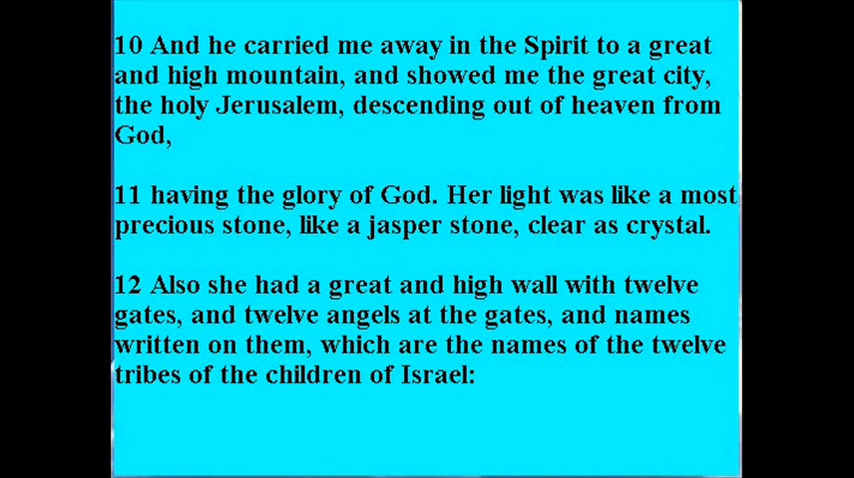 10 And he carried me away in the Spirit to a great
and high mountain, and showed me the great city,
the holy Jerusalem, descending out of heaven from
God,
11 having the glory of God. Her light was like a most
precious stone, like a jasper stone, clear as crystal.
12 Also she had a great and high wall with twelve
gates, and twelve angels at the gates, and names
written on them, which are the names of the twelve
tribes of the children of Israel: